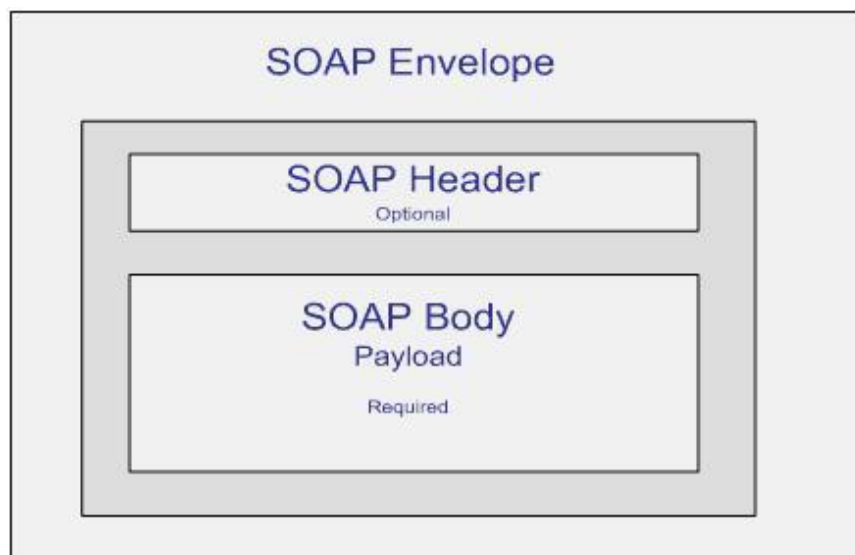 SOAP Envelope
SOAP Header
Optional
SOAP Body
Payload
Required